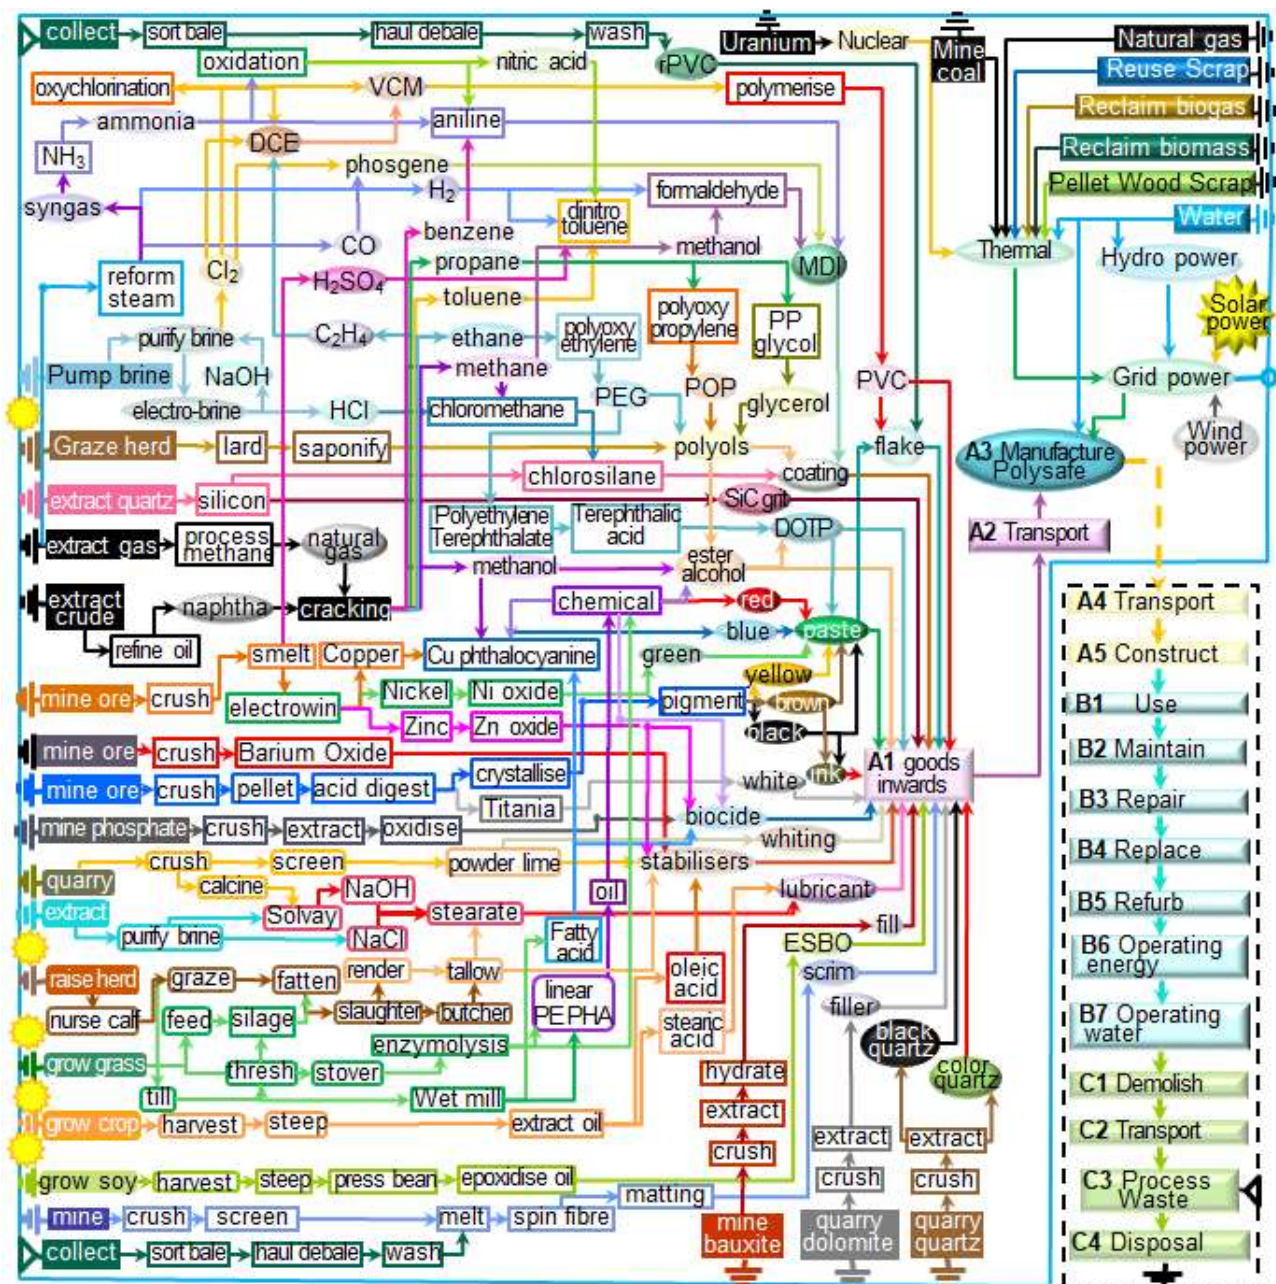 collect
sort bale
haul debale
wash
rPVC
Uranium
Nuclear
Mine
coal
Natural gas
Reuse Scrap
Reclaim biogas
Reclaim biomass
Pellet Wood Scrap
Water
oxidation
nitric acid
oxychlorination
VCM
polymerise
ammonia
DCE
aniline
NH3
phosgene
H2
formaldehyde
syngas
CO
benzene
dinitro
toluene
methanol
MDI
Thermal
Hydro power
reform
steam
Cl2
H2SO4
propane
toluene
polyoxy
propylene
PP
glycol
Solar
power
purify brine
C2H4
ethane
polyoxy
ethylene
Pump brine
NaOH
methane
PEG
POP
glycerol
PVC
Grid power
electro-brine
HCl
chloromethane
Graze herd
lard
saponify
polyols
flake
Wind
power
A3 Manufacture
Polysafe
extract quartz
silicon
chlorosilane
coating
SiC grit
Polyethylene
Terephthalate
Terephthalic
acid
DOTP
A2 Transport
extract gas
process
methane
natural
gas
methanol
ester
alcohol
extract
crude
naphtha
cracking
chemical
red
A4 Transport
refine oil
smelt
Copper
Cu phthalocyanine
blue
paste
green
A5 Construct
mine ore
crush
electrowin
Nickel
Ni oxide
pigment
yellow
brown
B1 Use
Zinc
Zn oxide
black
mine ore
crush
Barium Oxide
A1 goods
inwards
B2 Maintain
mine ore
crush
pellet
acid digest
crystallise
Titania
white
ink
B3 Repair
mine phosphate
crush
extract
oxidise
biocide
whiting
B4 Replace
quarry
crush
screen
powder lime
stabilisers
calcine
NaOH
oil
lubricant
B5 Refurb
extract
Solvay
stearate
purify brine
NaCl
Fatty
acid
fill
ESBO
B6 Operating
energy
raise herd
graze
fatten
render
tallow
oleic
acid
scrim
nurse calf
feed
silage
slaughter
butcher
linear
PE PHA
filler
B7 Operating
water
enzymolysis
stearic
acid
black
quartz
grow grass
thresh
stover
hydrate
color
quartz
C1 Demolish
till
Wet mill
extract
grow crop
harvest
steep
extract oil
crush
extract
extract
C2 Transport
grow soy
harvest
steep
press bean
epoxidise oil
crush
crush
C3 Process
Waste
mine
crush
screen
melt
spin fibre
matting
mine
bauxite
quarry
dolomite
quarry
quartz
collect
sort bale
haul debale
wash
C4 Disposal